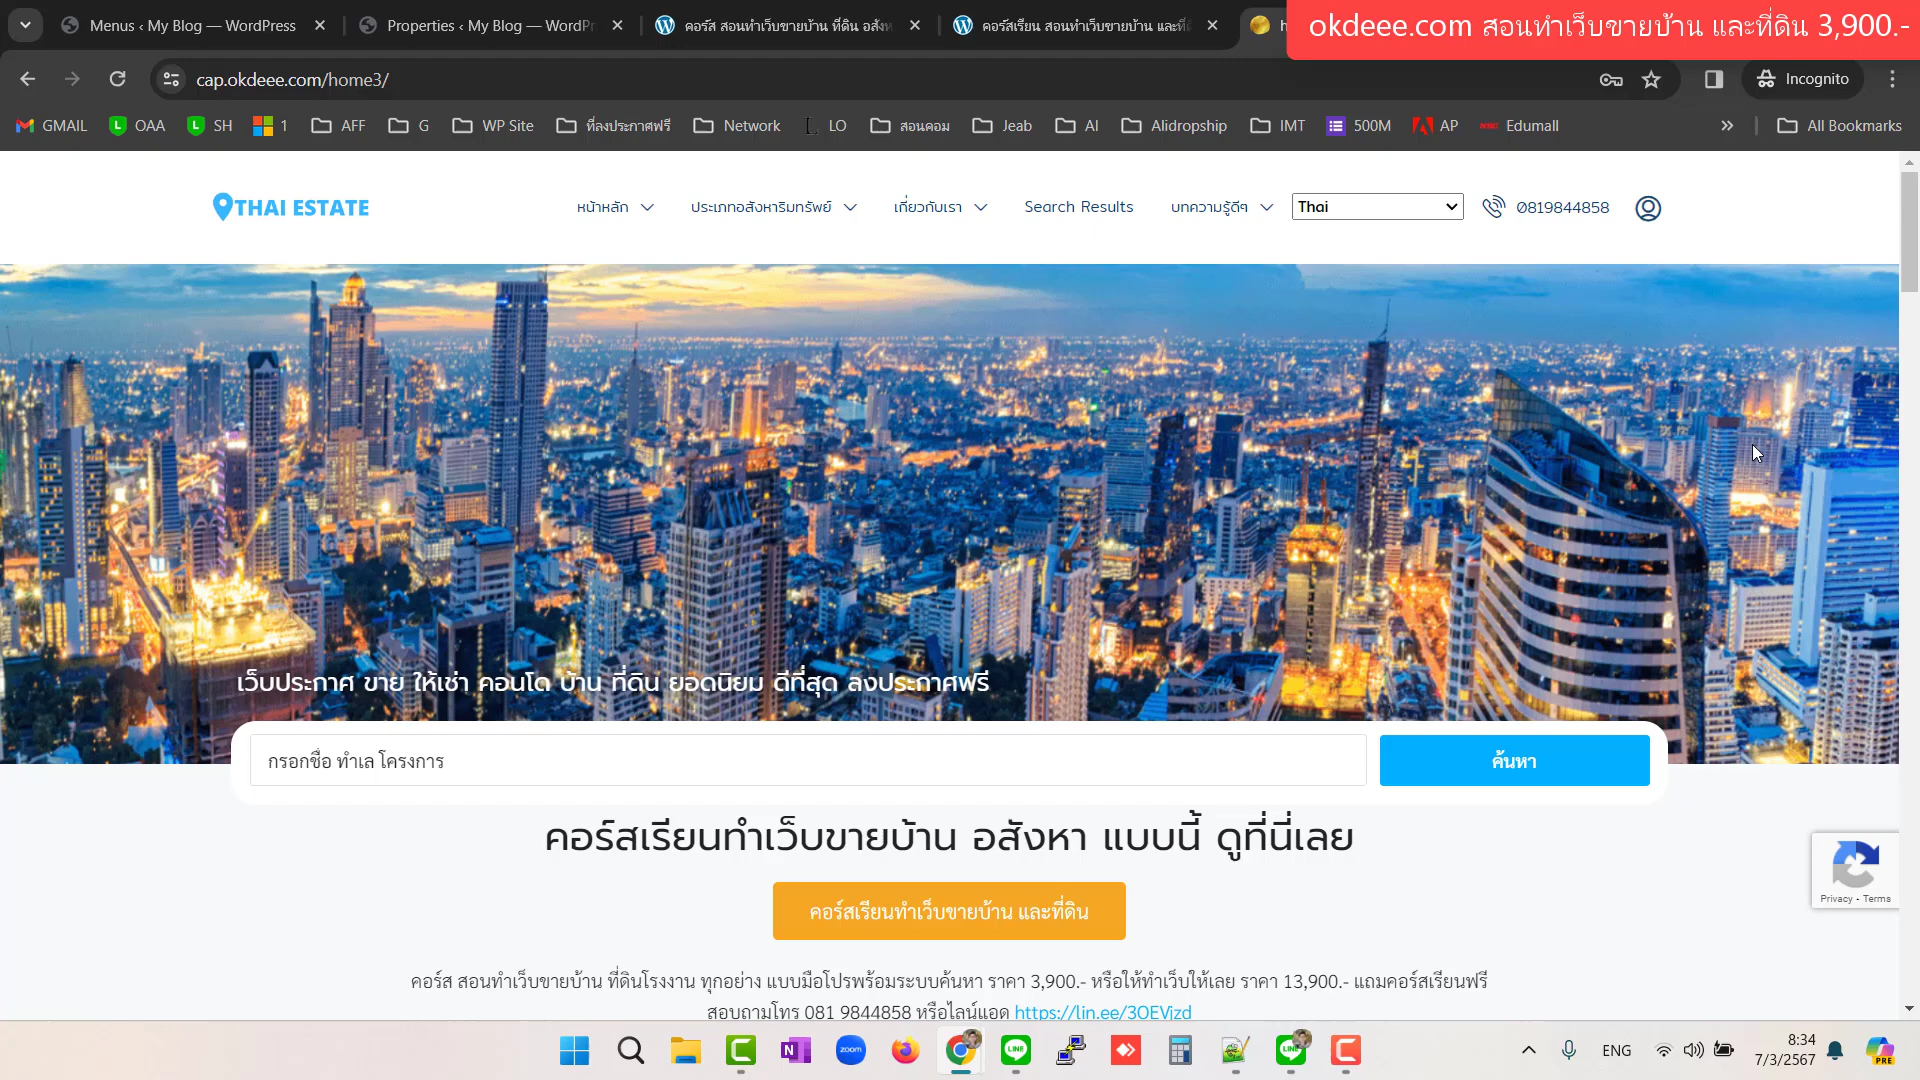 Menus ‹ My Blog — WordPress
Properties ‹ My Blog — WordPr
คอร์ส สอนทำเว็บขายบ้าน ที่ดิน อสังห
คอร์สเรียน สอนทำเว็บขายบ้าน และที่ดิ
okdeee.com สอนทำเว็บขายบ้าน และที่ดิน 3,900.-
cap.okdeee.com/home3/
Incognito
GMAIL OAA SH 1 AFF G WP Site ที่ลงประกาศฟรี Network LO สอนคอม Jeab AI Alidropship IMT 500M AP Edumall » All Bookmarks
THAI ESTATE
หน้าหลัก ประเภทอสังหาริมทรัพย์ เกี่ยวกับเรา Search Results บทความรู้ดีๆ Thai 0819844858
เว็บประกาศ ขาย ให้เช่า คอนโด บ้าน ที่ดิน ยอดนิยม ดีที่สุด ลงประกาศฟรี
กรอกชื่อ ทำเล โครงการ
ค้นหา
คอร์สเรียนทำเว็บขายบ้าน อสังหา แบบนี้ ดูที่นี่เลย
คอร์สเรียนทำเว็บขายบ้าน และที่ดิน
Privacy - Terms
คอร์ส สอนทำเว็บขายบ้าน ที่ดินโรงงาน ทุกอย่าง แบบมือโปรพร้อมระบบค้นหา ราคา 3,900.- หรือให้ทำเว็บให้เลย ราคา 13,900.- แถมคอร์สเรียนฟรี
สอบถามโทร 081 9844858 หรือไลน์แอด https://lin.ee/3OEVjzd
zoom
LINE
ENG
8:34
7/3/2567
PRE